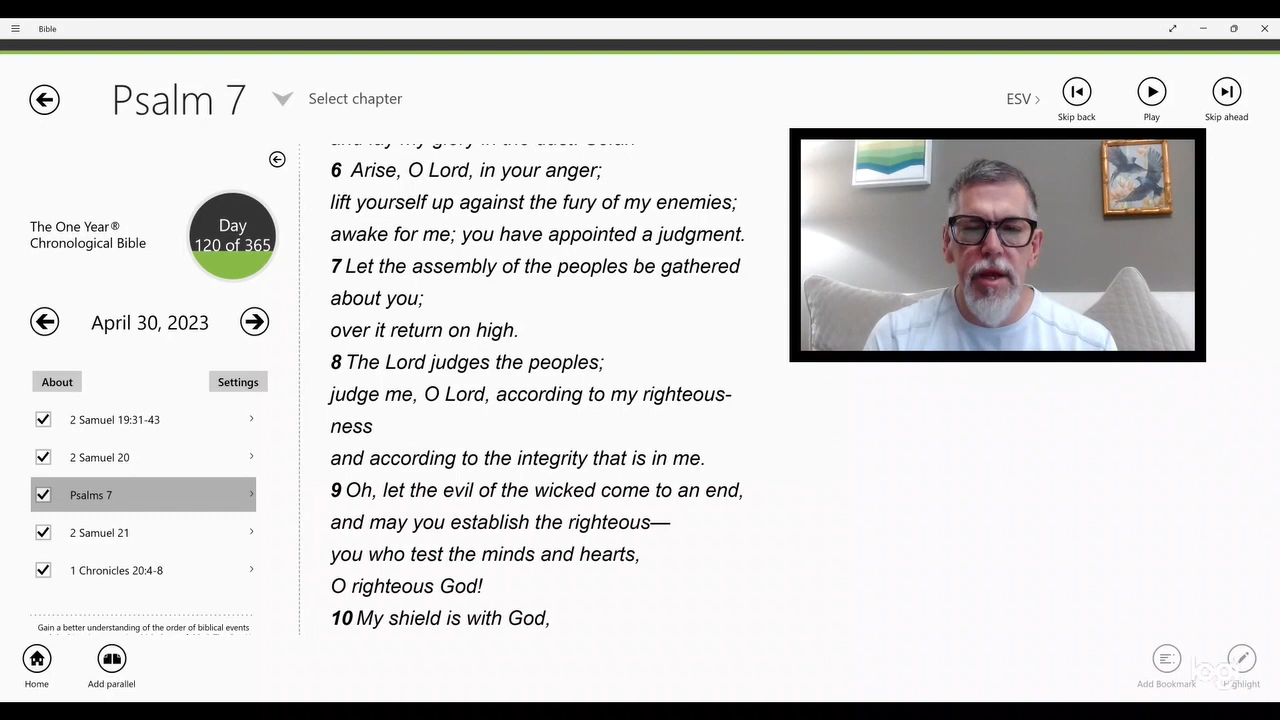 Bible
Psalm 7
Select chapter
ESV
Skip back
Play
Skip ahead
The One Year®
Chronological Bible
Day
120 of 365
April 30, 2023
About
Settings
2 Samuel 19:31-43
2 Samuel 20
Psalms 7
2 Samuel 21
1 Chronicles 20:4-8
Gain a better understanding of the order of biblical events
6 Arise, O Lord, in your anger;
lift yourself up against the fury of my enemies;
awake for me; you have appointed a judgment.
7 Let the assembly of the peoples be gathered
about you;
over it return on high.
8 The Lord judges the peoples;
judge me, O Lord, according to my righteous-
ness
and according to the integrity that is in me.
9 Oh, let the evil of the wicked come to an end,
and may you establish the righteous—
you who test the minds and hearts,
O righteous God!
10 My shield is with God,
Home
Add parallel
Add Bookmark
Highlight
logi